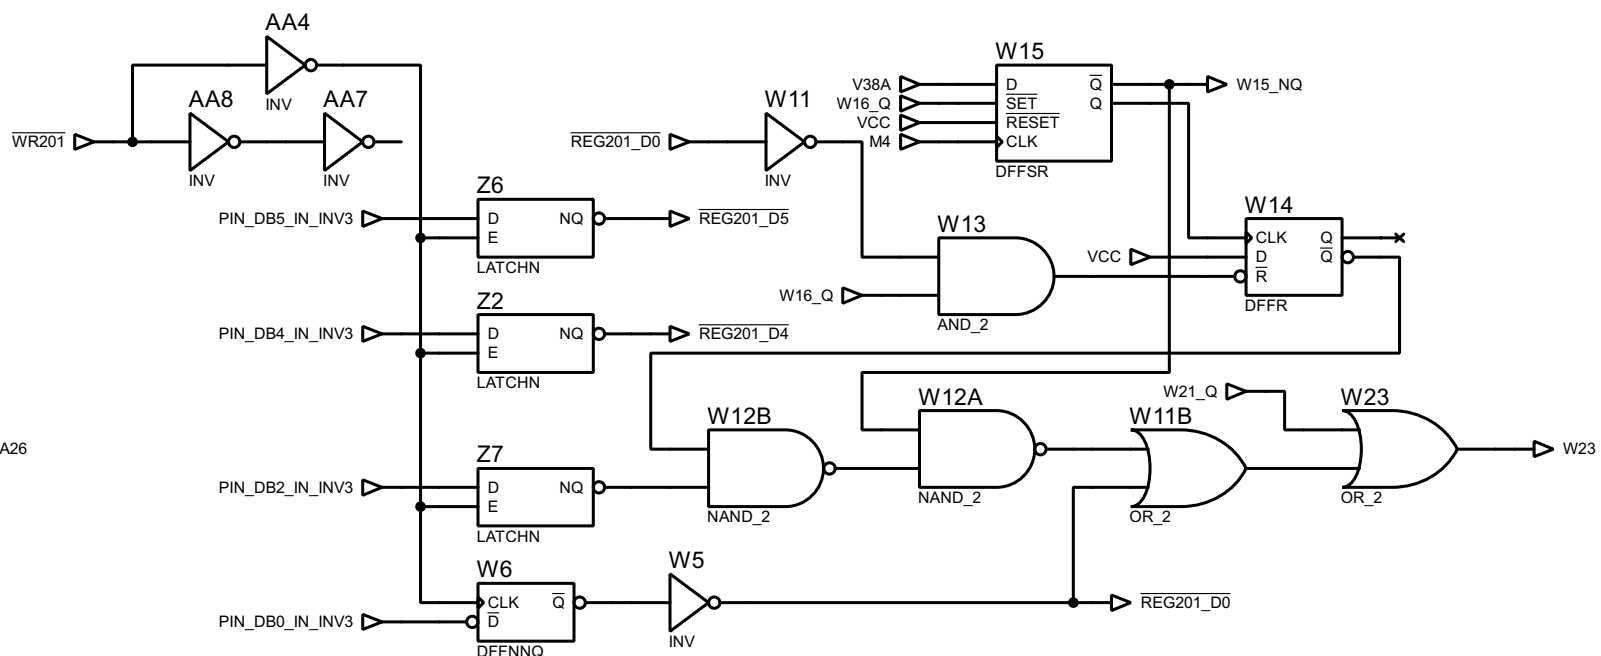 AA4
INV
AA8
AA7
WR201
INV
INV
W11
REG201_D0
INV
W15
V38A
W16_Q
VCC
M4
D
SET
RESET
CLK
Q
Q
DFFSR
W15_NQ
Z6
PIN_DB5_IN_INV3
D
E
NQ
LATCHN
REG201_D5
W13
W16_Q
AND_2
W14
VCC
CLK
D
R
Q
Q
DFFR
Z2
PIN_DB4_IN_INV3
D
E
NQ
LATCHN
REG201_D4
W12B
NAND_2
W12A
NAND_2
W11B
OR_2
W21_Q
W23
OR_2
W23
A26
Z7
PIN_DB2_IN_INV3
D
E
NQ
LATCHN
W6
PIN_DB0_IN_INV3
CLK
D
Q
DFFNNQ
W5
INV
REG201_D0